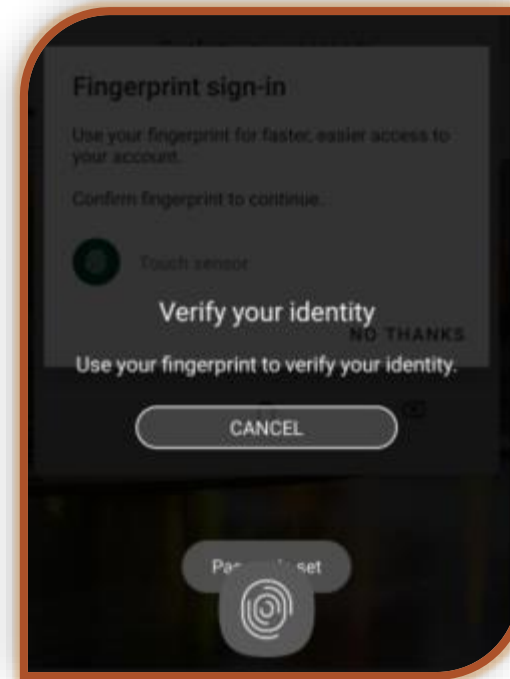 Fingerprint sign-in
Use your fingerprint for faster, easier access to
your account.
Confirm fingerprint to continue.
Touch sensor
Verify your identity
NO THANKS
Use your fingerprint to verify your identity.
CANCEL
set